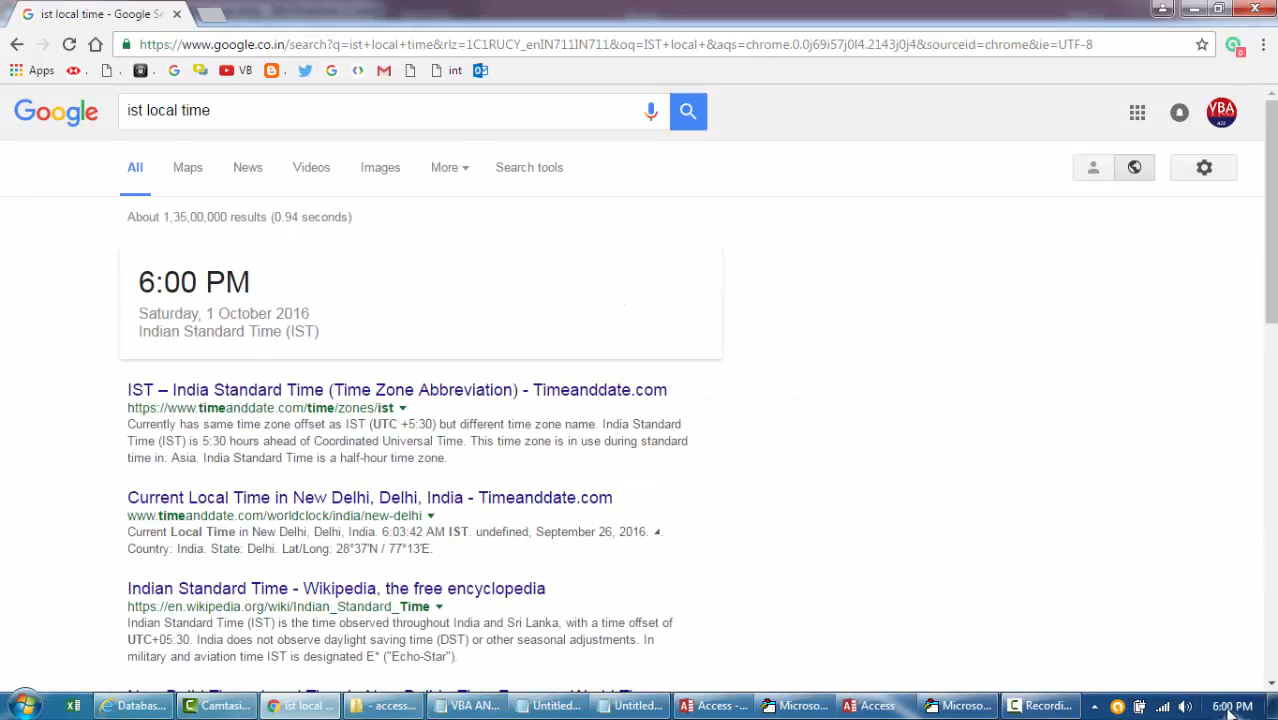 ist local time - Google Se
https://www.google.co.in/search?q=ist+local+time&rlz=1C1RUCY_enIN711IN711&oq=IST+local+&aqs=chrome.0.0j69i57j0l4.2143j0j4&sourceid=chrome&ie=UTF-8
0
Apps VB int
Google ist local time VBA
All Maps News Videos Images More Search tools
About 1,35,00,000 results (0.94 seconds)
6:00 PM
Saturday, 1 October 2016
Indian Standard Time (IST)
IST – India Standard Time (Time Zone Abbreviation) - Timeanddate.com
https://www.timeanddate.com/time/zones/ist
Currently has same time zone offset as IST (UTC +5:30) but different time zone name. India Standard
Time (IST) is 5:30 hours ahead of Coordinated Universal Time. This time zone is in use during standard
time in: Asia. India Standard Time is a half-hour time zone.
Current Local Time in New Delhi, Delhi, India - Timeanddate.com
www.timeanddate.com/worldclock/india/new-delhi
Current Local Time in New Delhi, Delhi, India. 6:03:42 AM IST. undefined, September 26, 2016.
Country: India. State: Delhi. Lat/Long: 28°37'N / 77°13'E.
Indian Standard Time - Wikipedia, the free encyclopedia
https://en.wikipedia.org/wiki/Indian_Standard_Time
Indian Standard Time (IST) is the time observed throughout India and Sri Lanka, with a time offset of
UTC+05:30. India does not observe daylight saving time (DST) or other seasonal adjustments. In
military and aviation time IST is designated E* ("Echo-Star").
Databas... Camtasi... ist local ... - access... VBA AN... Untitled... Untitled... Access -... Microso... Access Microso... Recordi... 6:00 PM